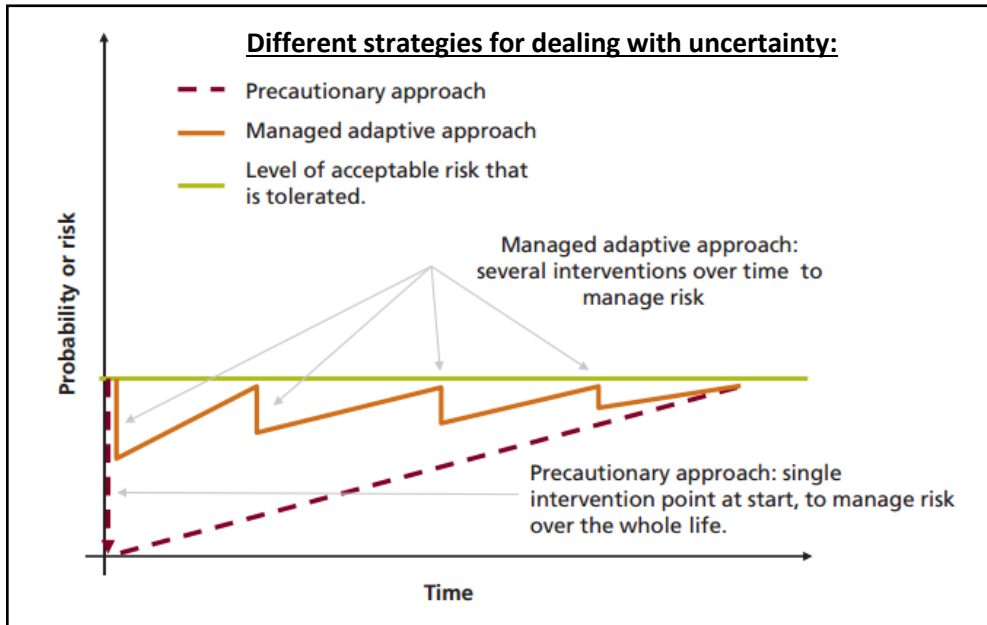 Different strategies for dealing with uncertainty:
Precautionary approach
Managed adaptive approach
Level of acceptable risk that
is tolerated.
Probability or risk
Managed adaptive approach:
several interventions over time to
manage risk
Precautionary approach: single
intervention point at start, to manage risk
over the whole life.
Time